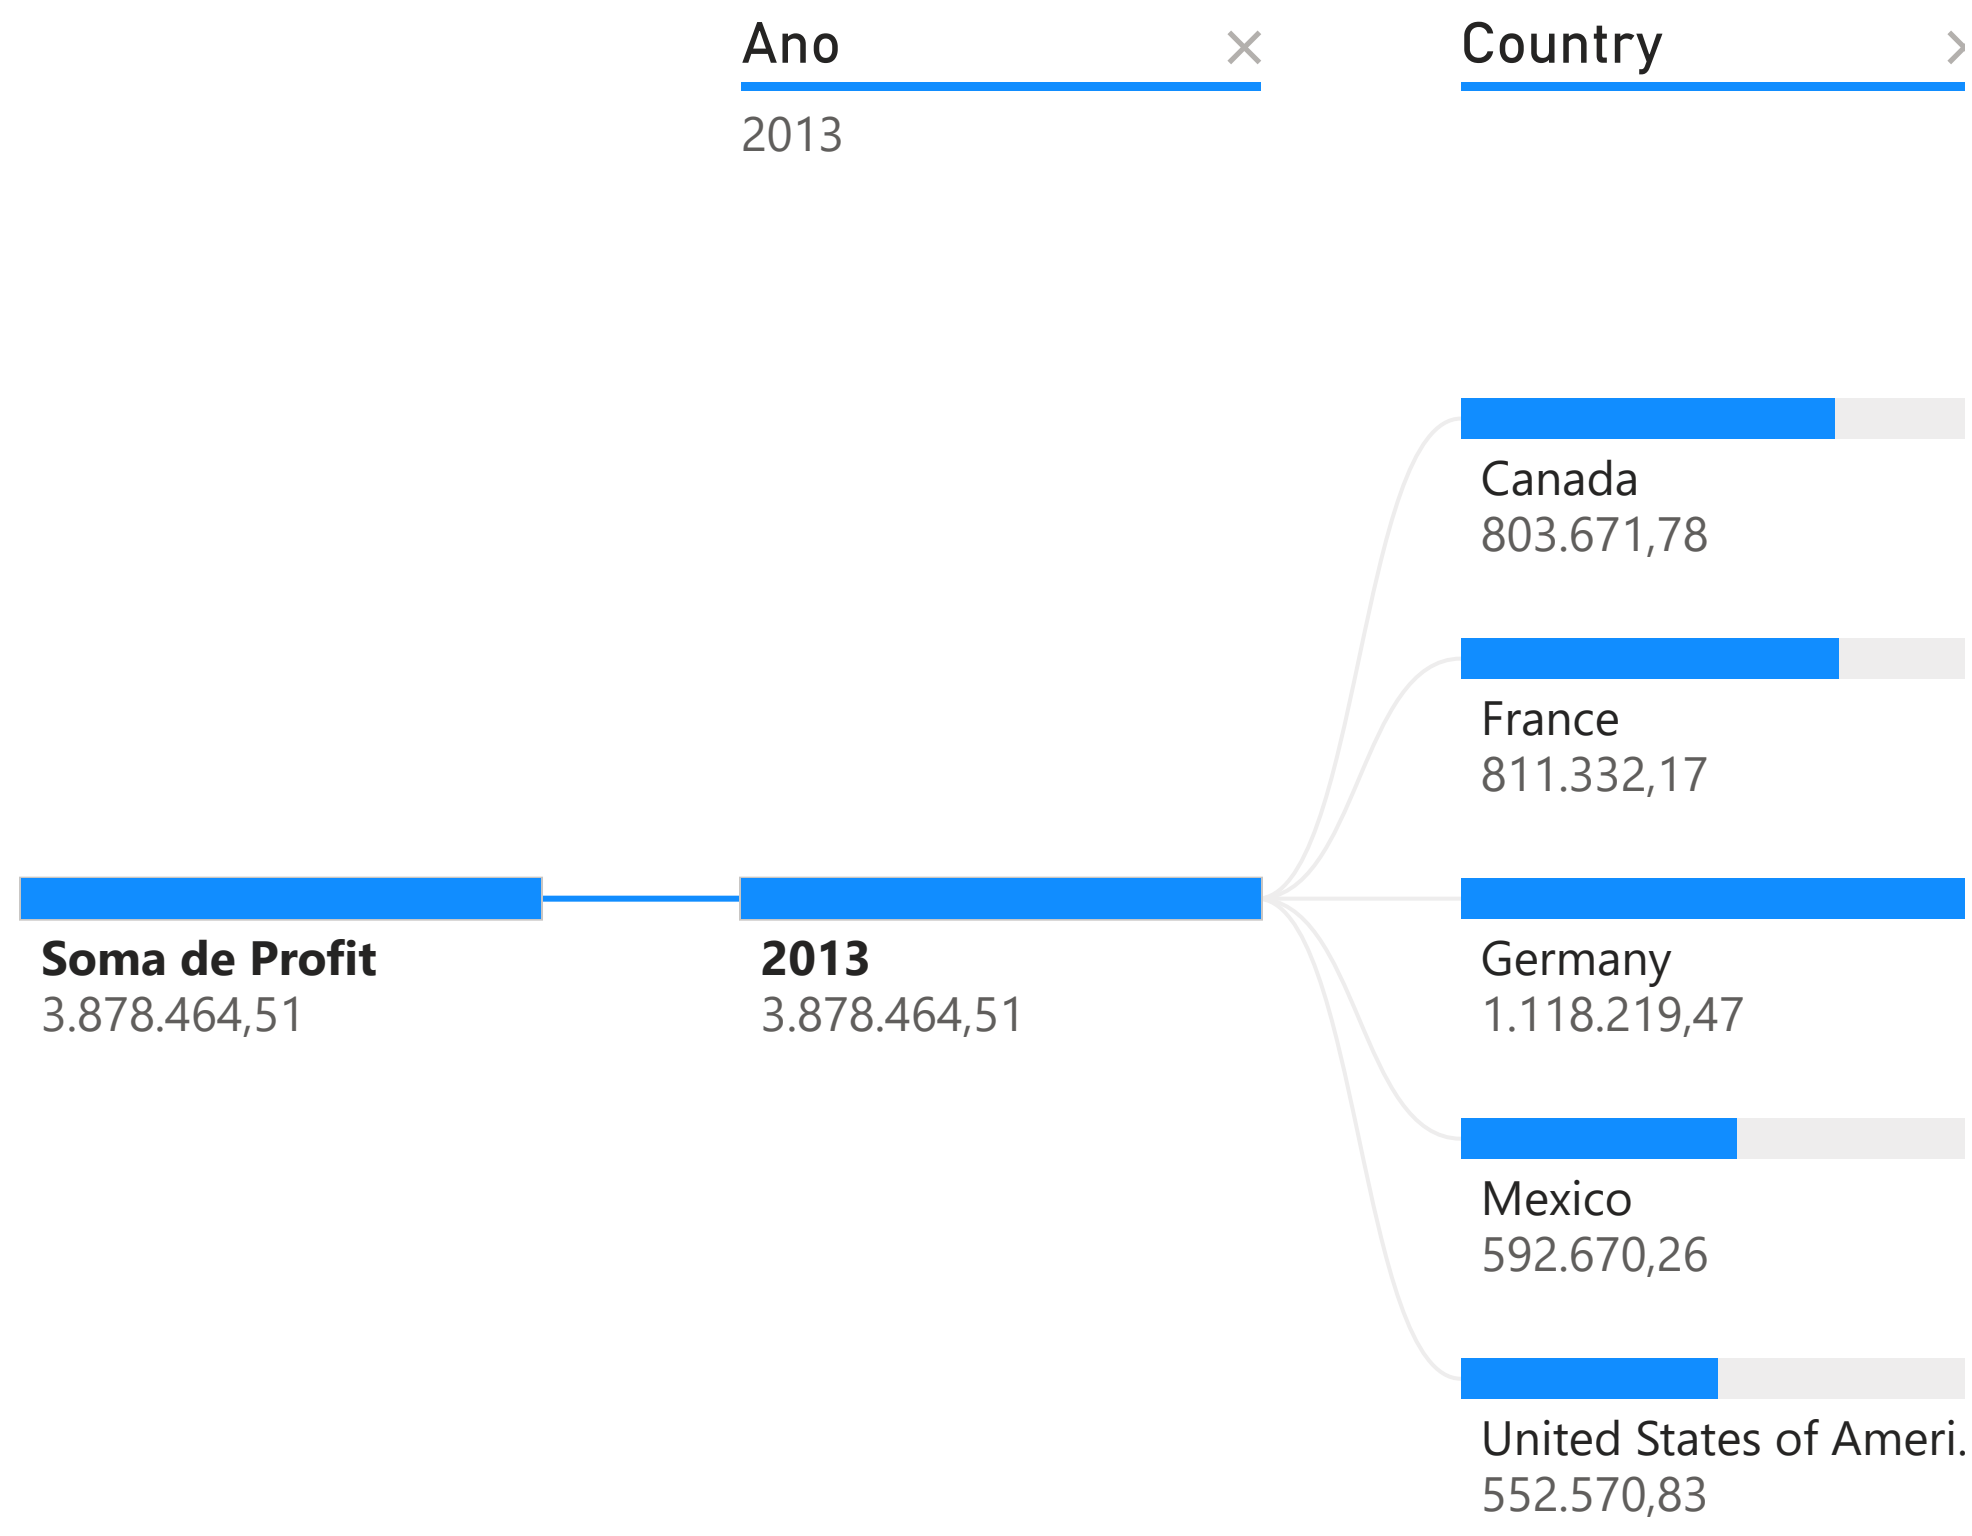 Ano
Country
2013
Canada
803.671,78
France
811.332,17
Soma de Profit
3.878.464,51
2013
3.878.464,51
Germany
1.118.219,47
Mexico
592.670,26
United States of Ameri.
552.570,83